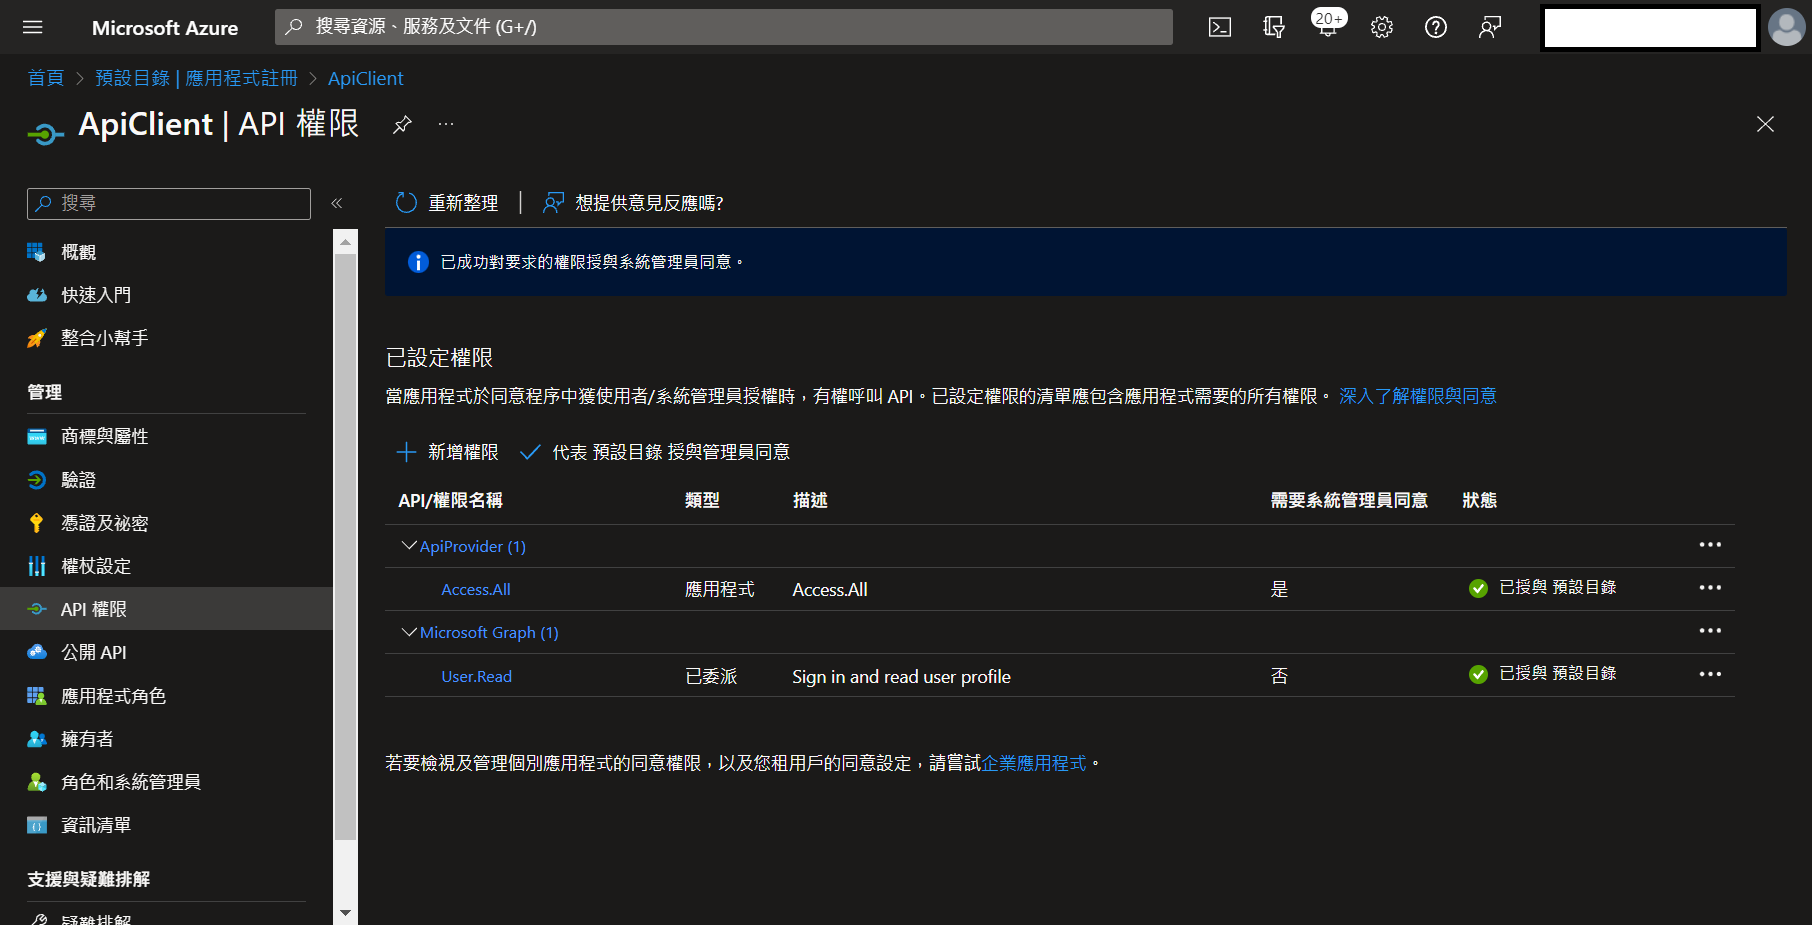 Microsoft Azure
搜尋資源、服務及文件 (G+/)
20+
首頁 > 預設目錄 | 應用程式註冊 > ApiClient
ApiClient | API 權限
搜尋
«
重新整理
想提供意見反應嗎?
概觀
快速入門
整合小幫手
管理
商標與屬性
驗證
憑證及祕密
權杖設定
API 權限
公開 API
應用程式角色
擁有者
角色和系統管理員
資訊清單
支援與疑難排解
疑難排解
已成功對要求的權限授與系統管理員同意。
已設定權限
當應用程式於同意程序中獲使用者/系統管理員授權時，有權呼叫 API。已設定權限的清單應包含應用程式需要的所有權限。 深入了解權限與同意
新增權限
代表 預設目錄 授與管理員同意
API/權限名稱 類型 描述 需要系統管理員同意 狀態
ApiProvider (1)
Access.All 應用程式 Access.All 是 已授與 預設目錄
Microsoft Graph (1)
User.Read 已委派 Sign in and read user profile 否 已授與 預設目錄
若要檢視及管理個別應用程式的同意權限，以及您租用戶的同意設定，請嘗試企業應用程式。